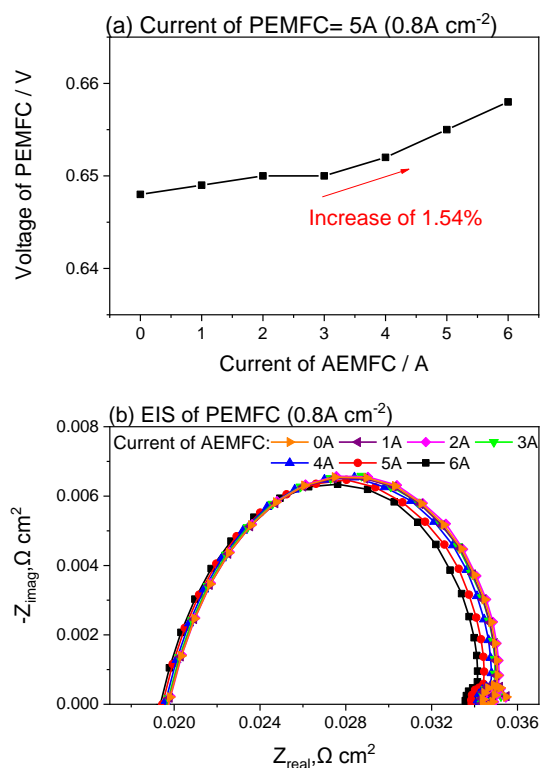 (a) Current of PEMFC= 5A (0.8A cm⁻²)
0.66
0.65
0.64
Voltage of PEMFC / V
Increase of 1.54%
0 1 2 3 4 5 6
Current of AEMFC / A
(b) EIS of PEMFC (0.8A cm⁻²)
Current of AEMFC: 0A 1A 2A 3A
4A 5A 6A
0.008
0.006
0.004
0.002
0.000
-Z_imag,Ω cm²
0.020 0.024 0.028 0.032 0.036
Z_real,Ω cm²